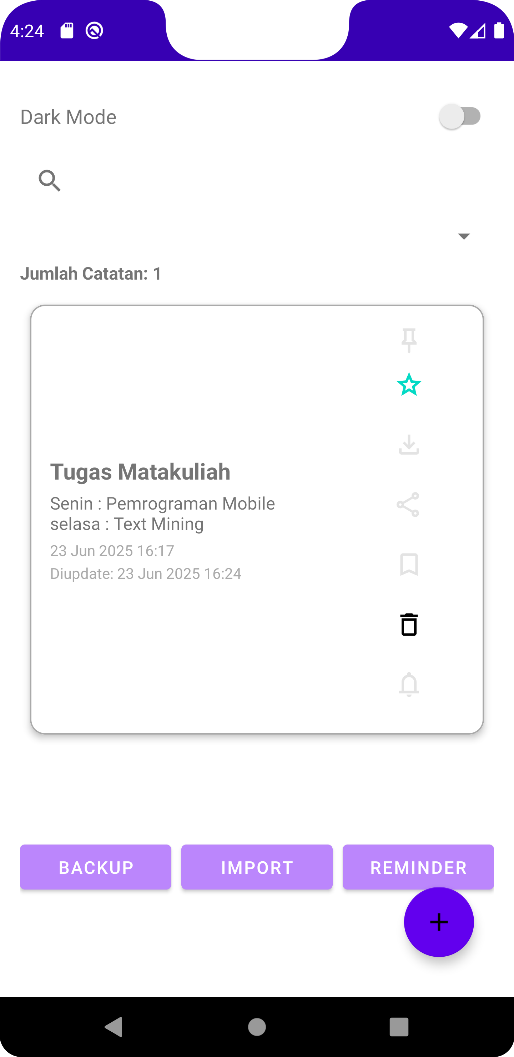 4:24
Dark Mode
Jumlah Catatan: 1
Tugas Matakuliah
Senin : Pemrograman Mobile
selasa : Text Mining
23 Jun 2025 16:17
Diupdate: 23 Jun 2025 16:24
BACKUP
IMPORT
REMINDER